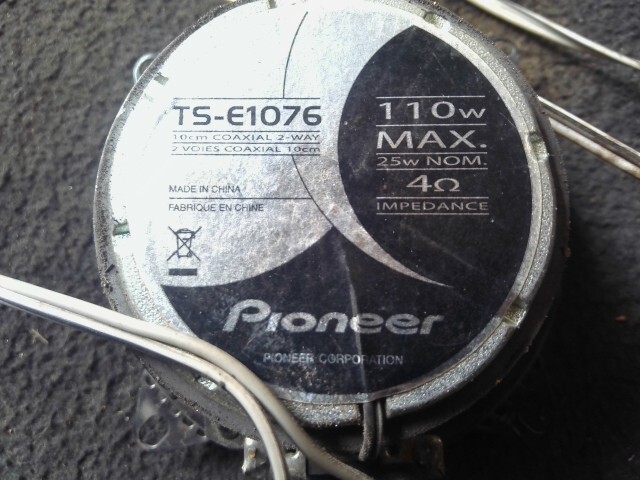 TS-E1076
10cm COAXIAL 2-WAY
2 VOIES COAXIAL 10cm
MADE IN CHINA
FABRIQUE EN CHINE
110w
MAX.
25w NOM.
4Ω
IMPEDANCE
Pioneer
PIONEER CORPORATION